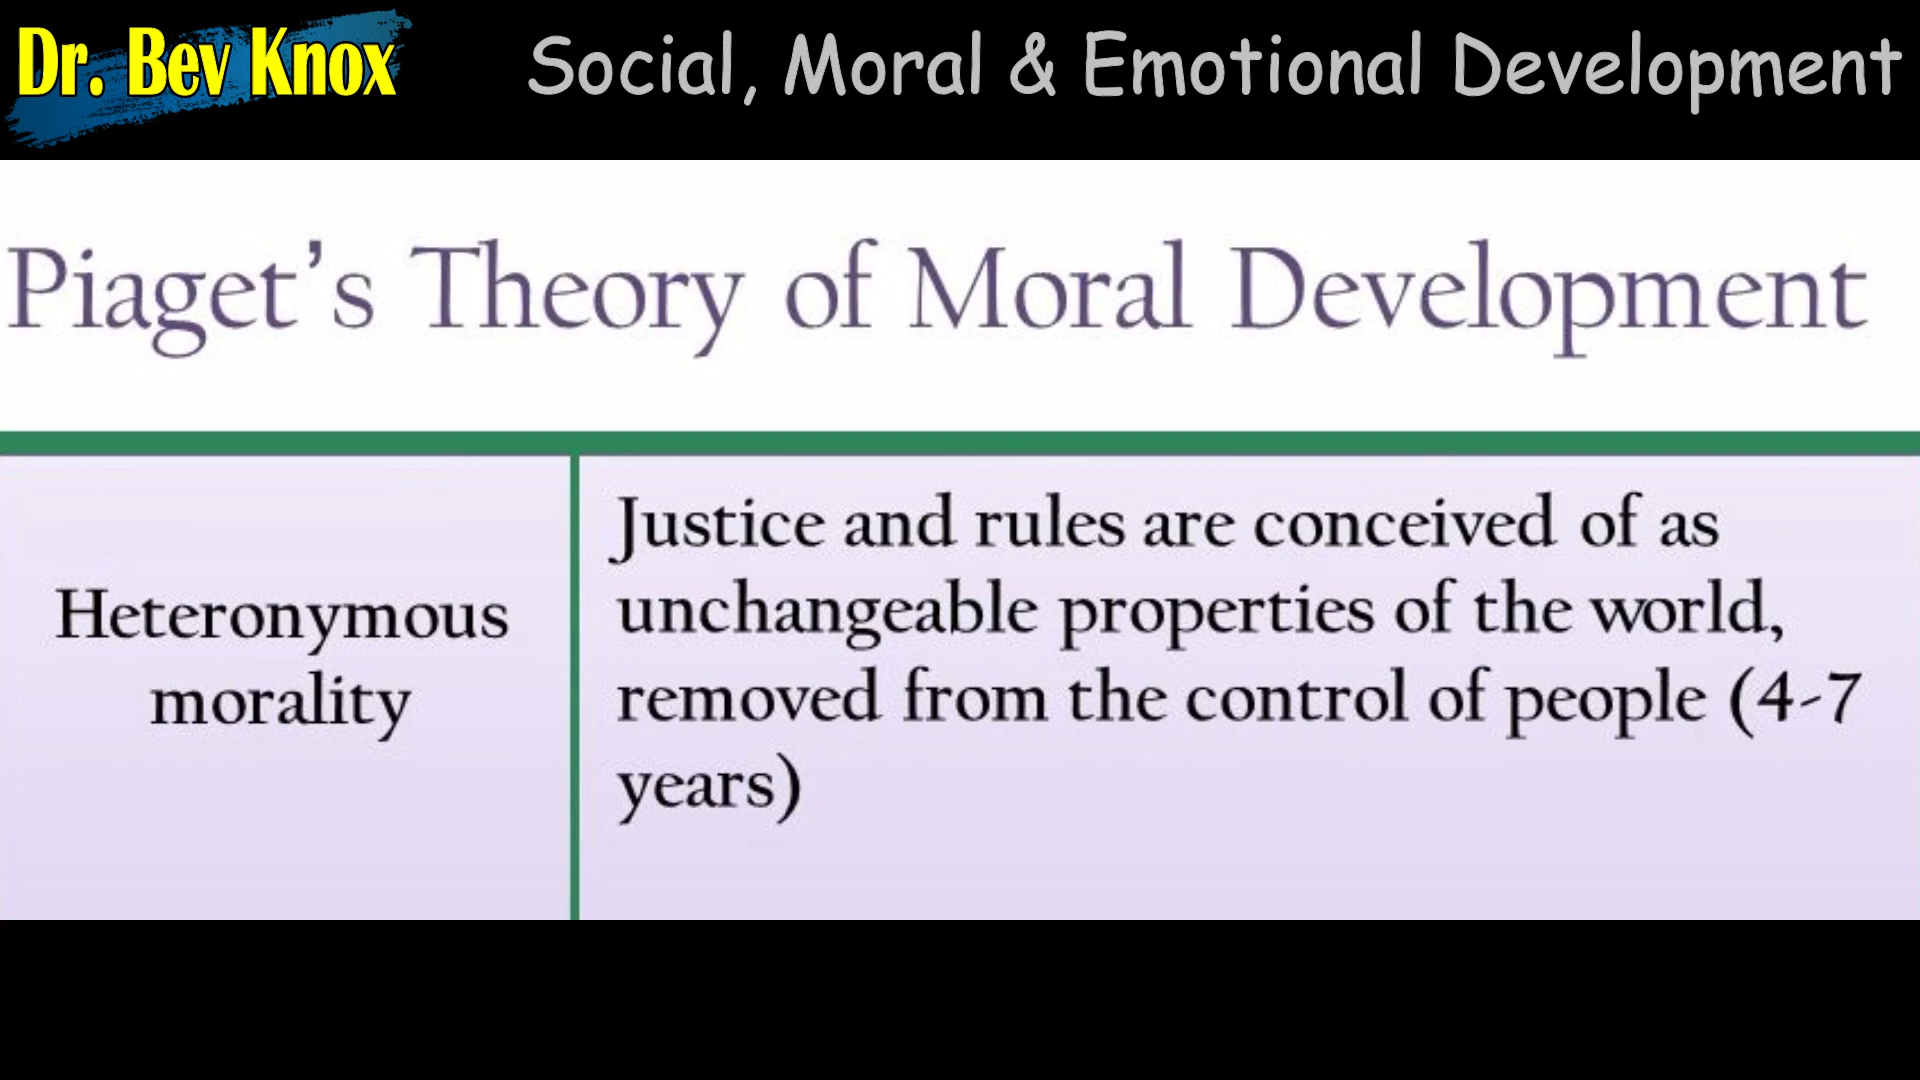 Dr. Bev Knox
Social, Moral & Emotional Development
Piaget's Theory of Moral Development
Heteronymous
morality
Justice and rules are conceived of as
unchangeable properties of the world,
removed from the control of people (4-7
years)